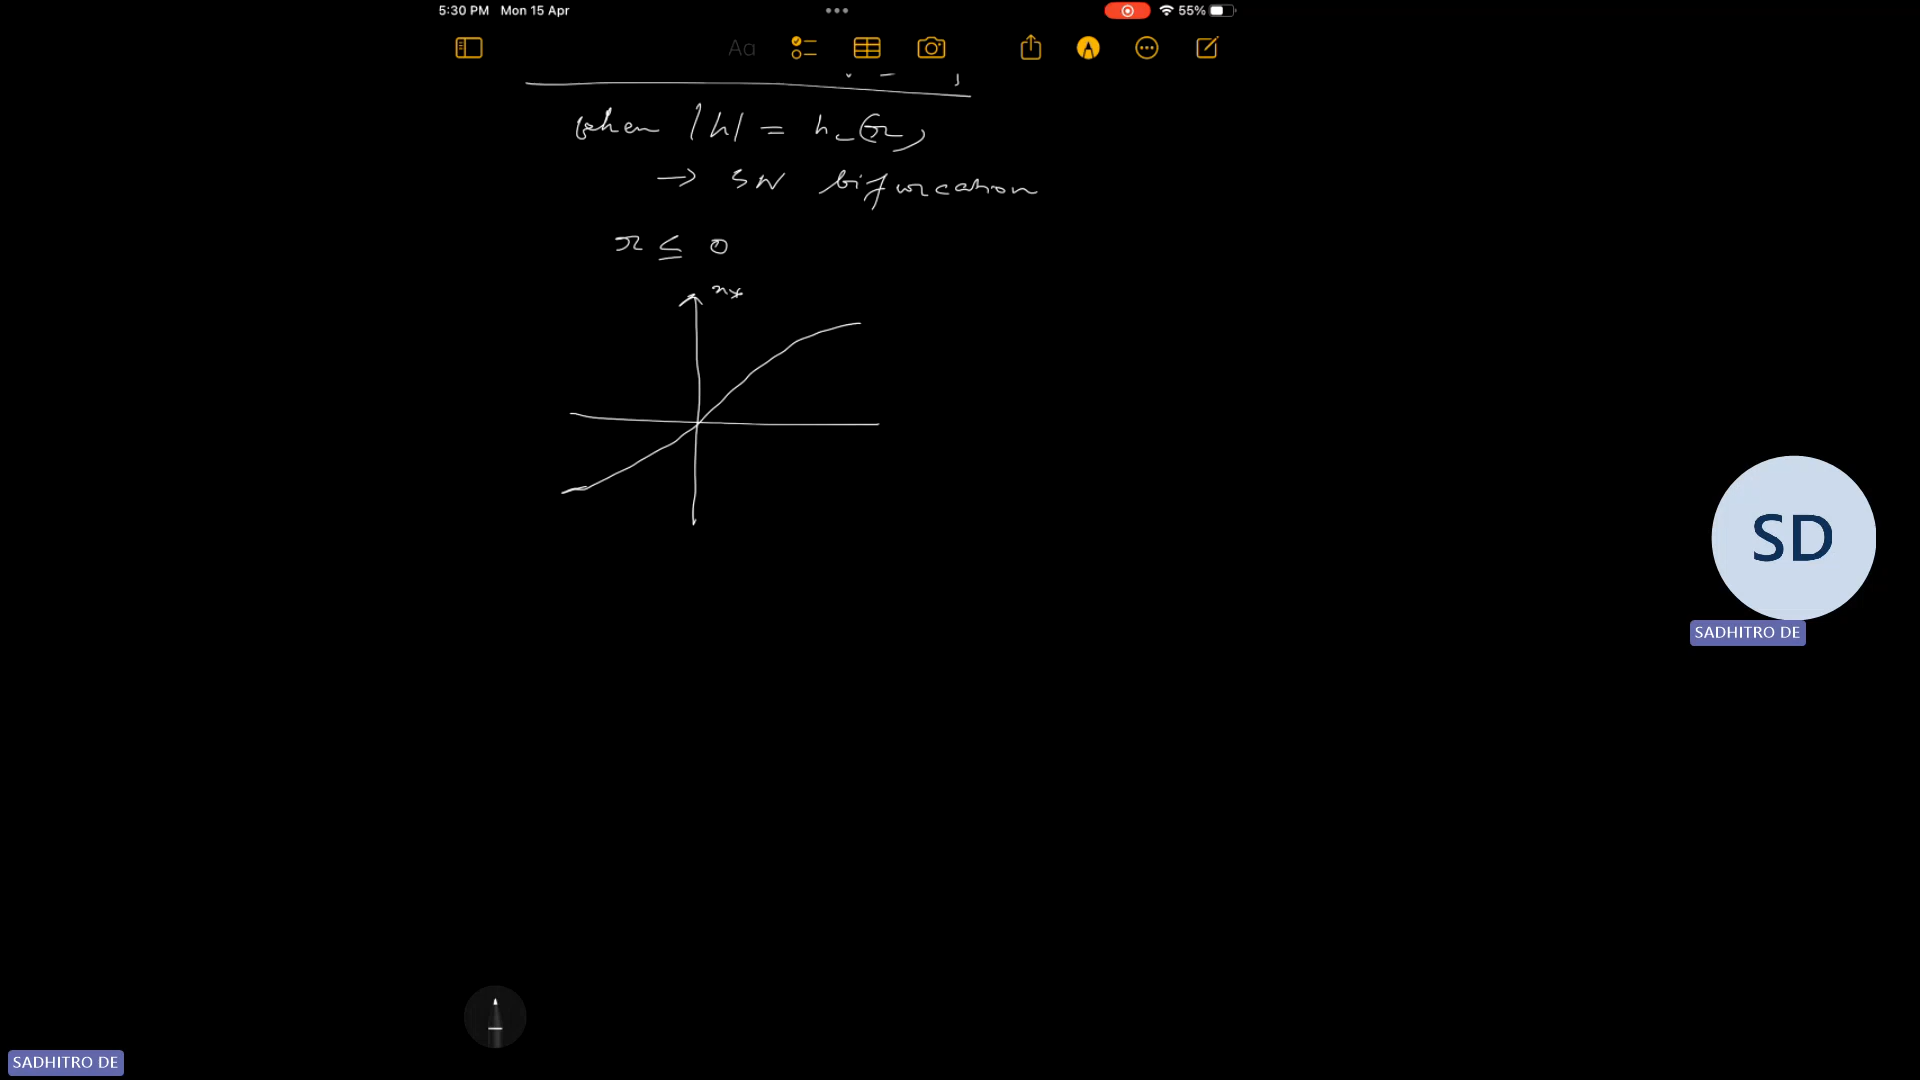 5:30 PM Mon 15 Apr
55%
Aa
when |h| = h_c(r)
→ SN bifurcation
r ≤ 0
x*
SD
SADHITRO DE
SADHITRO DE